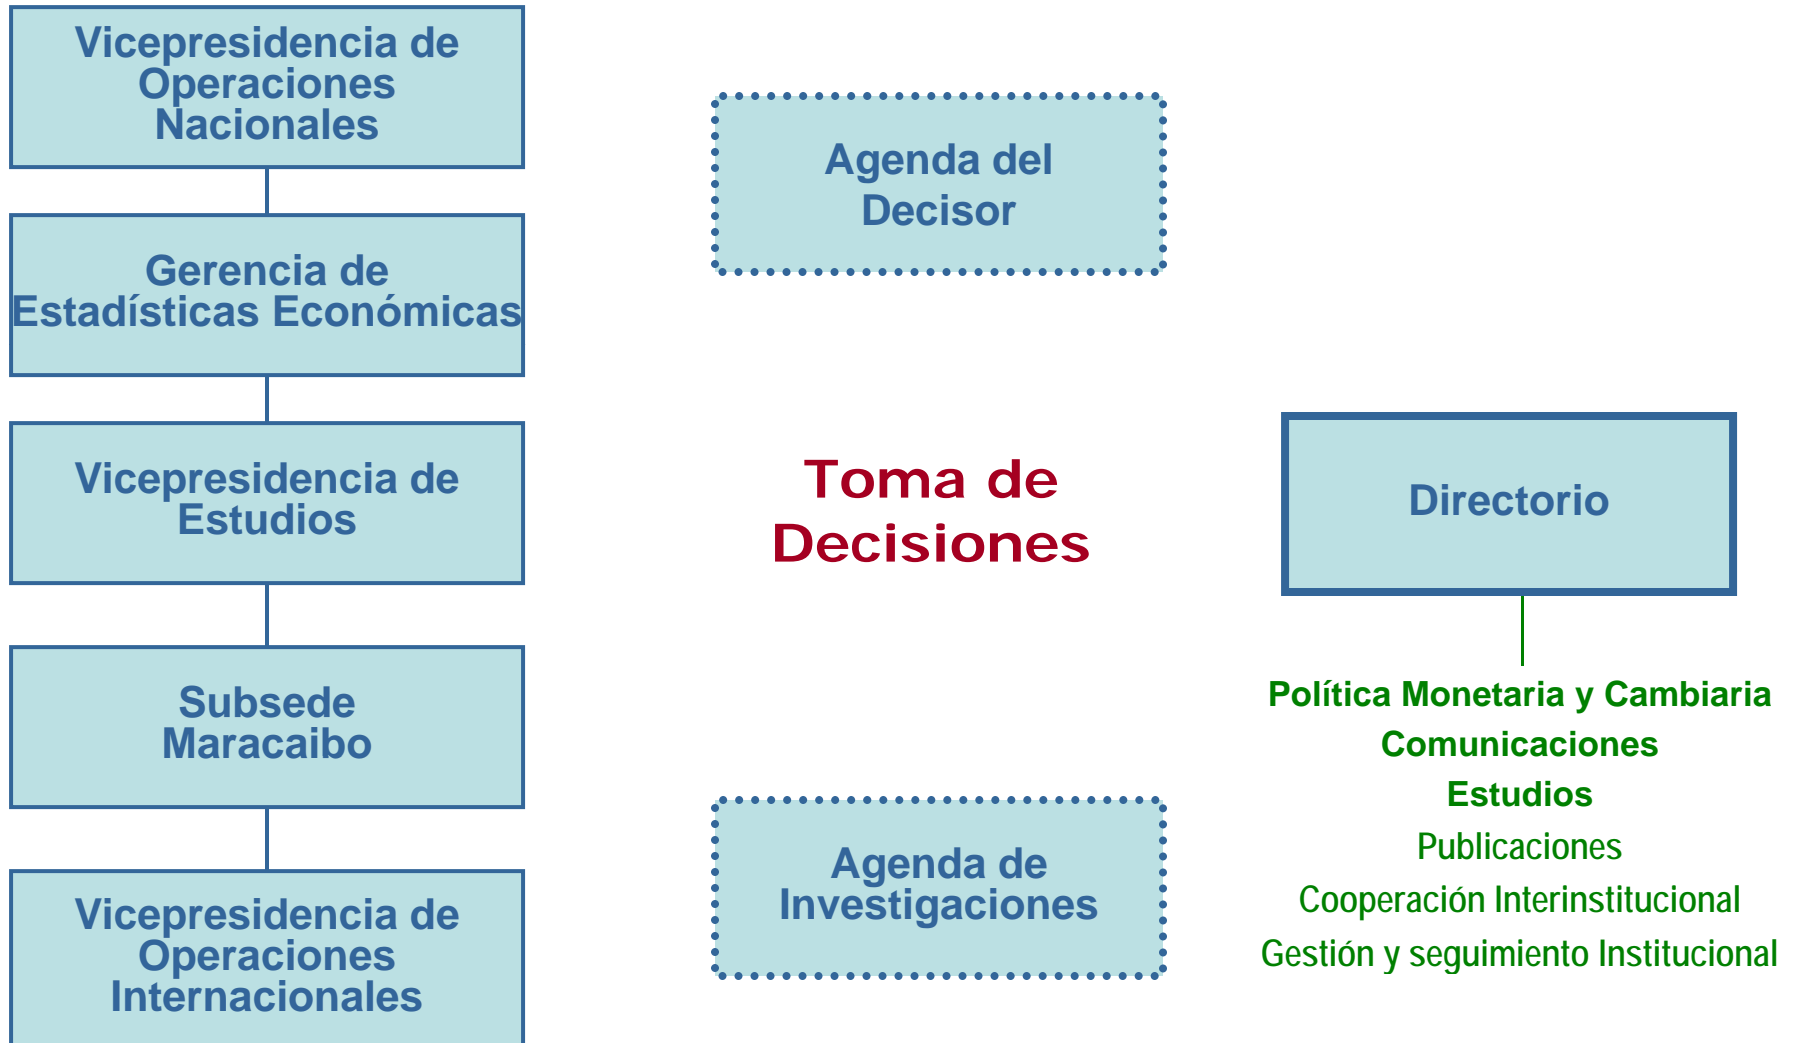 Vicepresidencia de
Operaciones
Nacionales
Gerencia de
Estadísticas Económicas
Vicepresidencia de
Estudios
Subsede
Maracaibo
Vicepresidencia de
Operaciones
Internacionales
Agenda del
Decisor
Toma de
Decisiones
Agenda de
Investigaciones
Directorio
Política Monetaria y Cambiaria
Comunicaciones
Estudios
Publicaciones
Cooperación Interinstitucional
Gestión y seguimiento Institucional